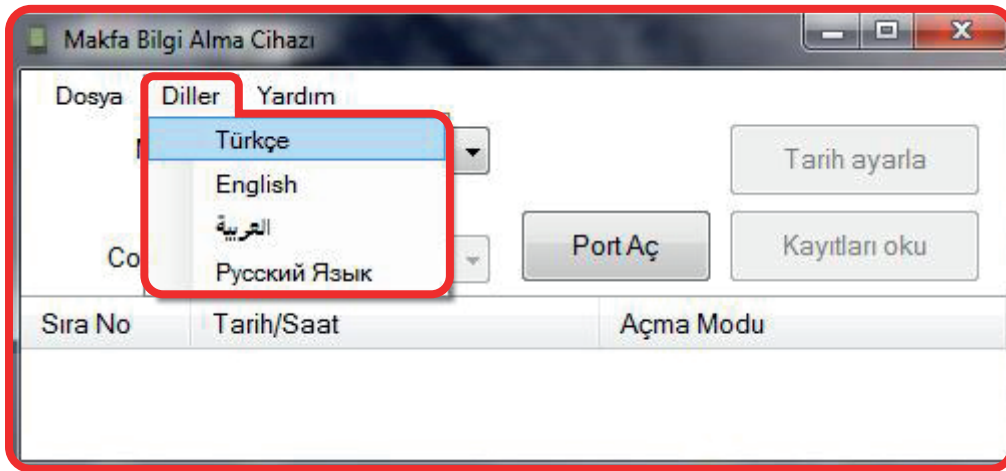 Makfa Bilgi Alma Cihazı
Dosya Diller Yardım
Türkçe
English
العربية
Русский Язык
Tarih ayarla
Port Aç
Kayıtları oku
Sıra No Tarih/Saat Açma Modu